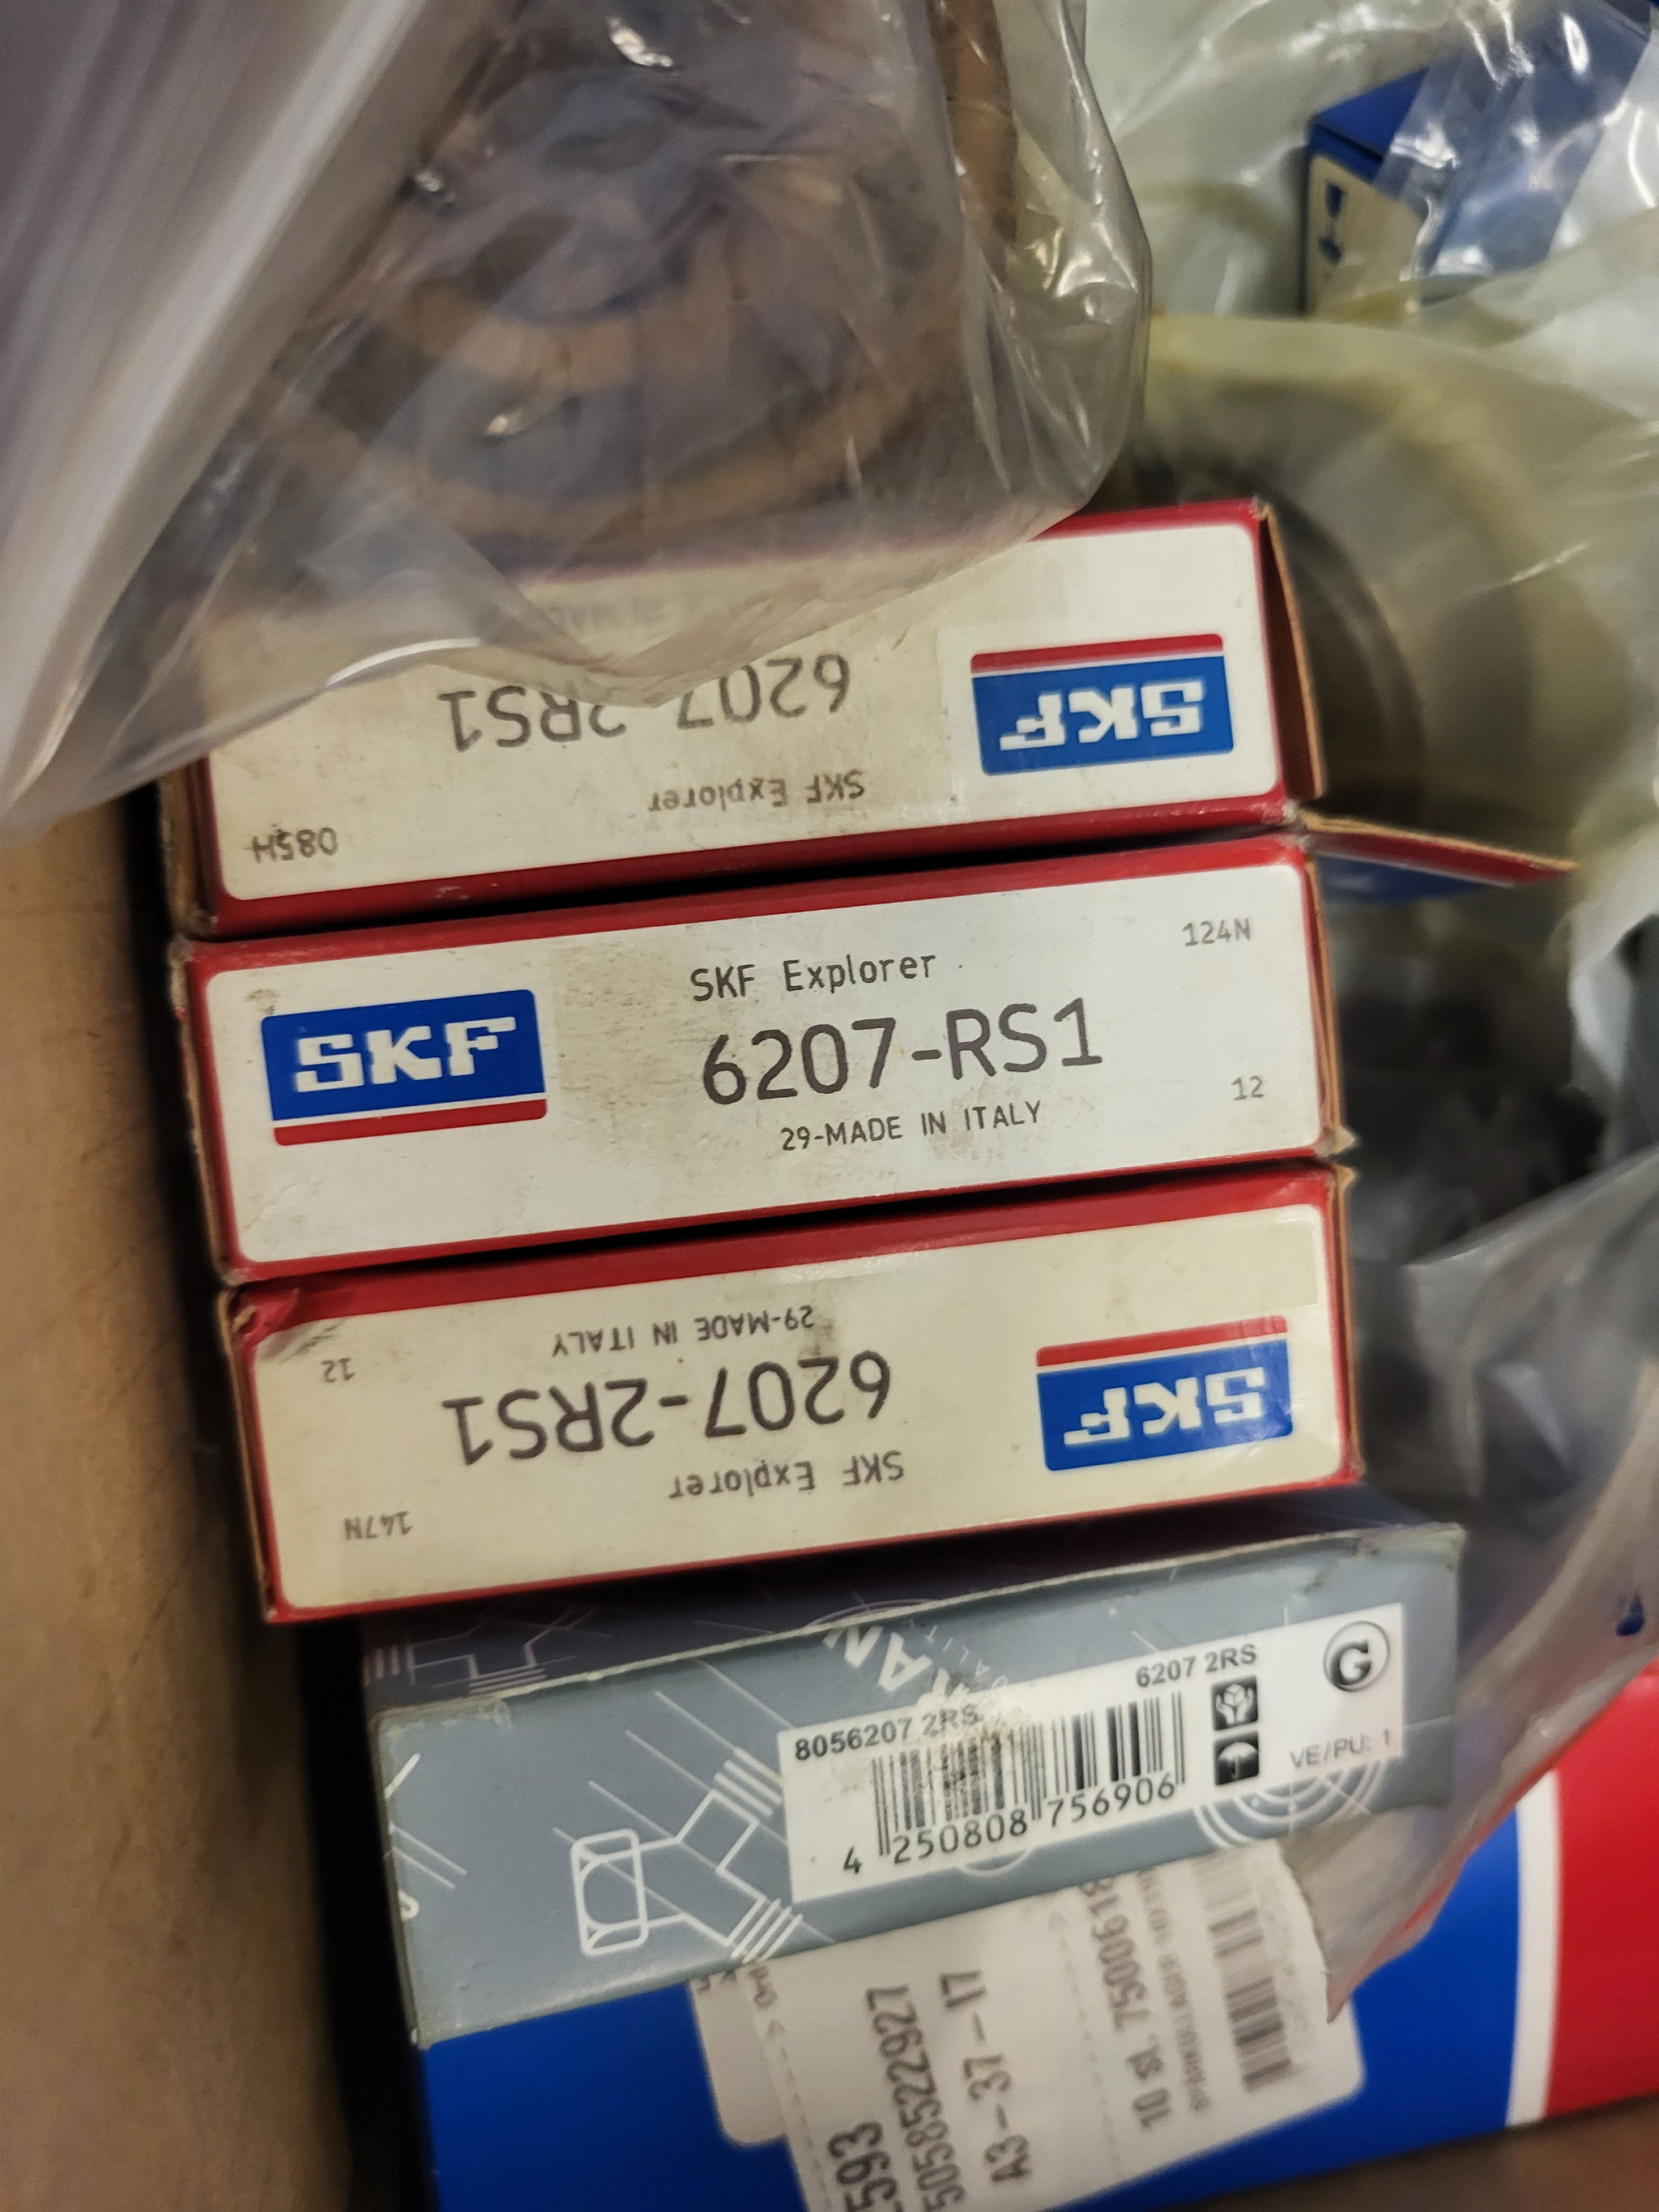 6207-2RS1
SKF Explorer
085H
SKF
SKF
SKF Explorer
124N
6207-RS1
29-MADE IN ITALY
12
SKF
SKF Explorer
147N
6207-2RS1
29-MADE IN ITALY
12
6207 2RS
G
8056207 2RS
VE/PU: 1
4 250808 756906
5058522927
A3-37-17
10 st.